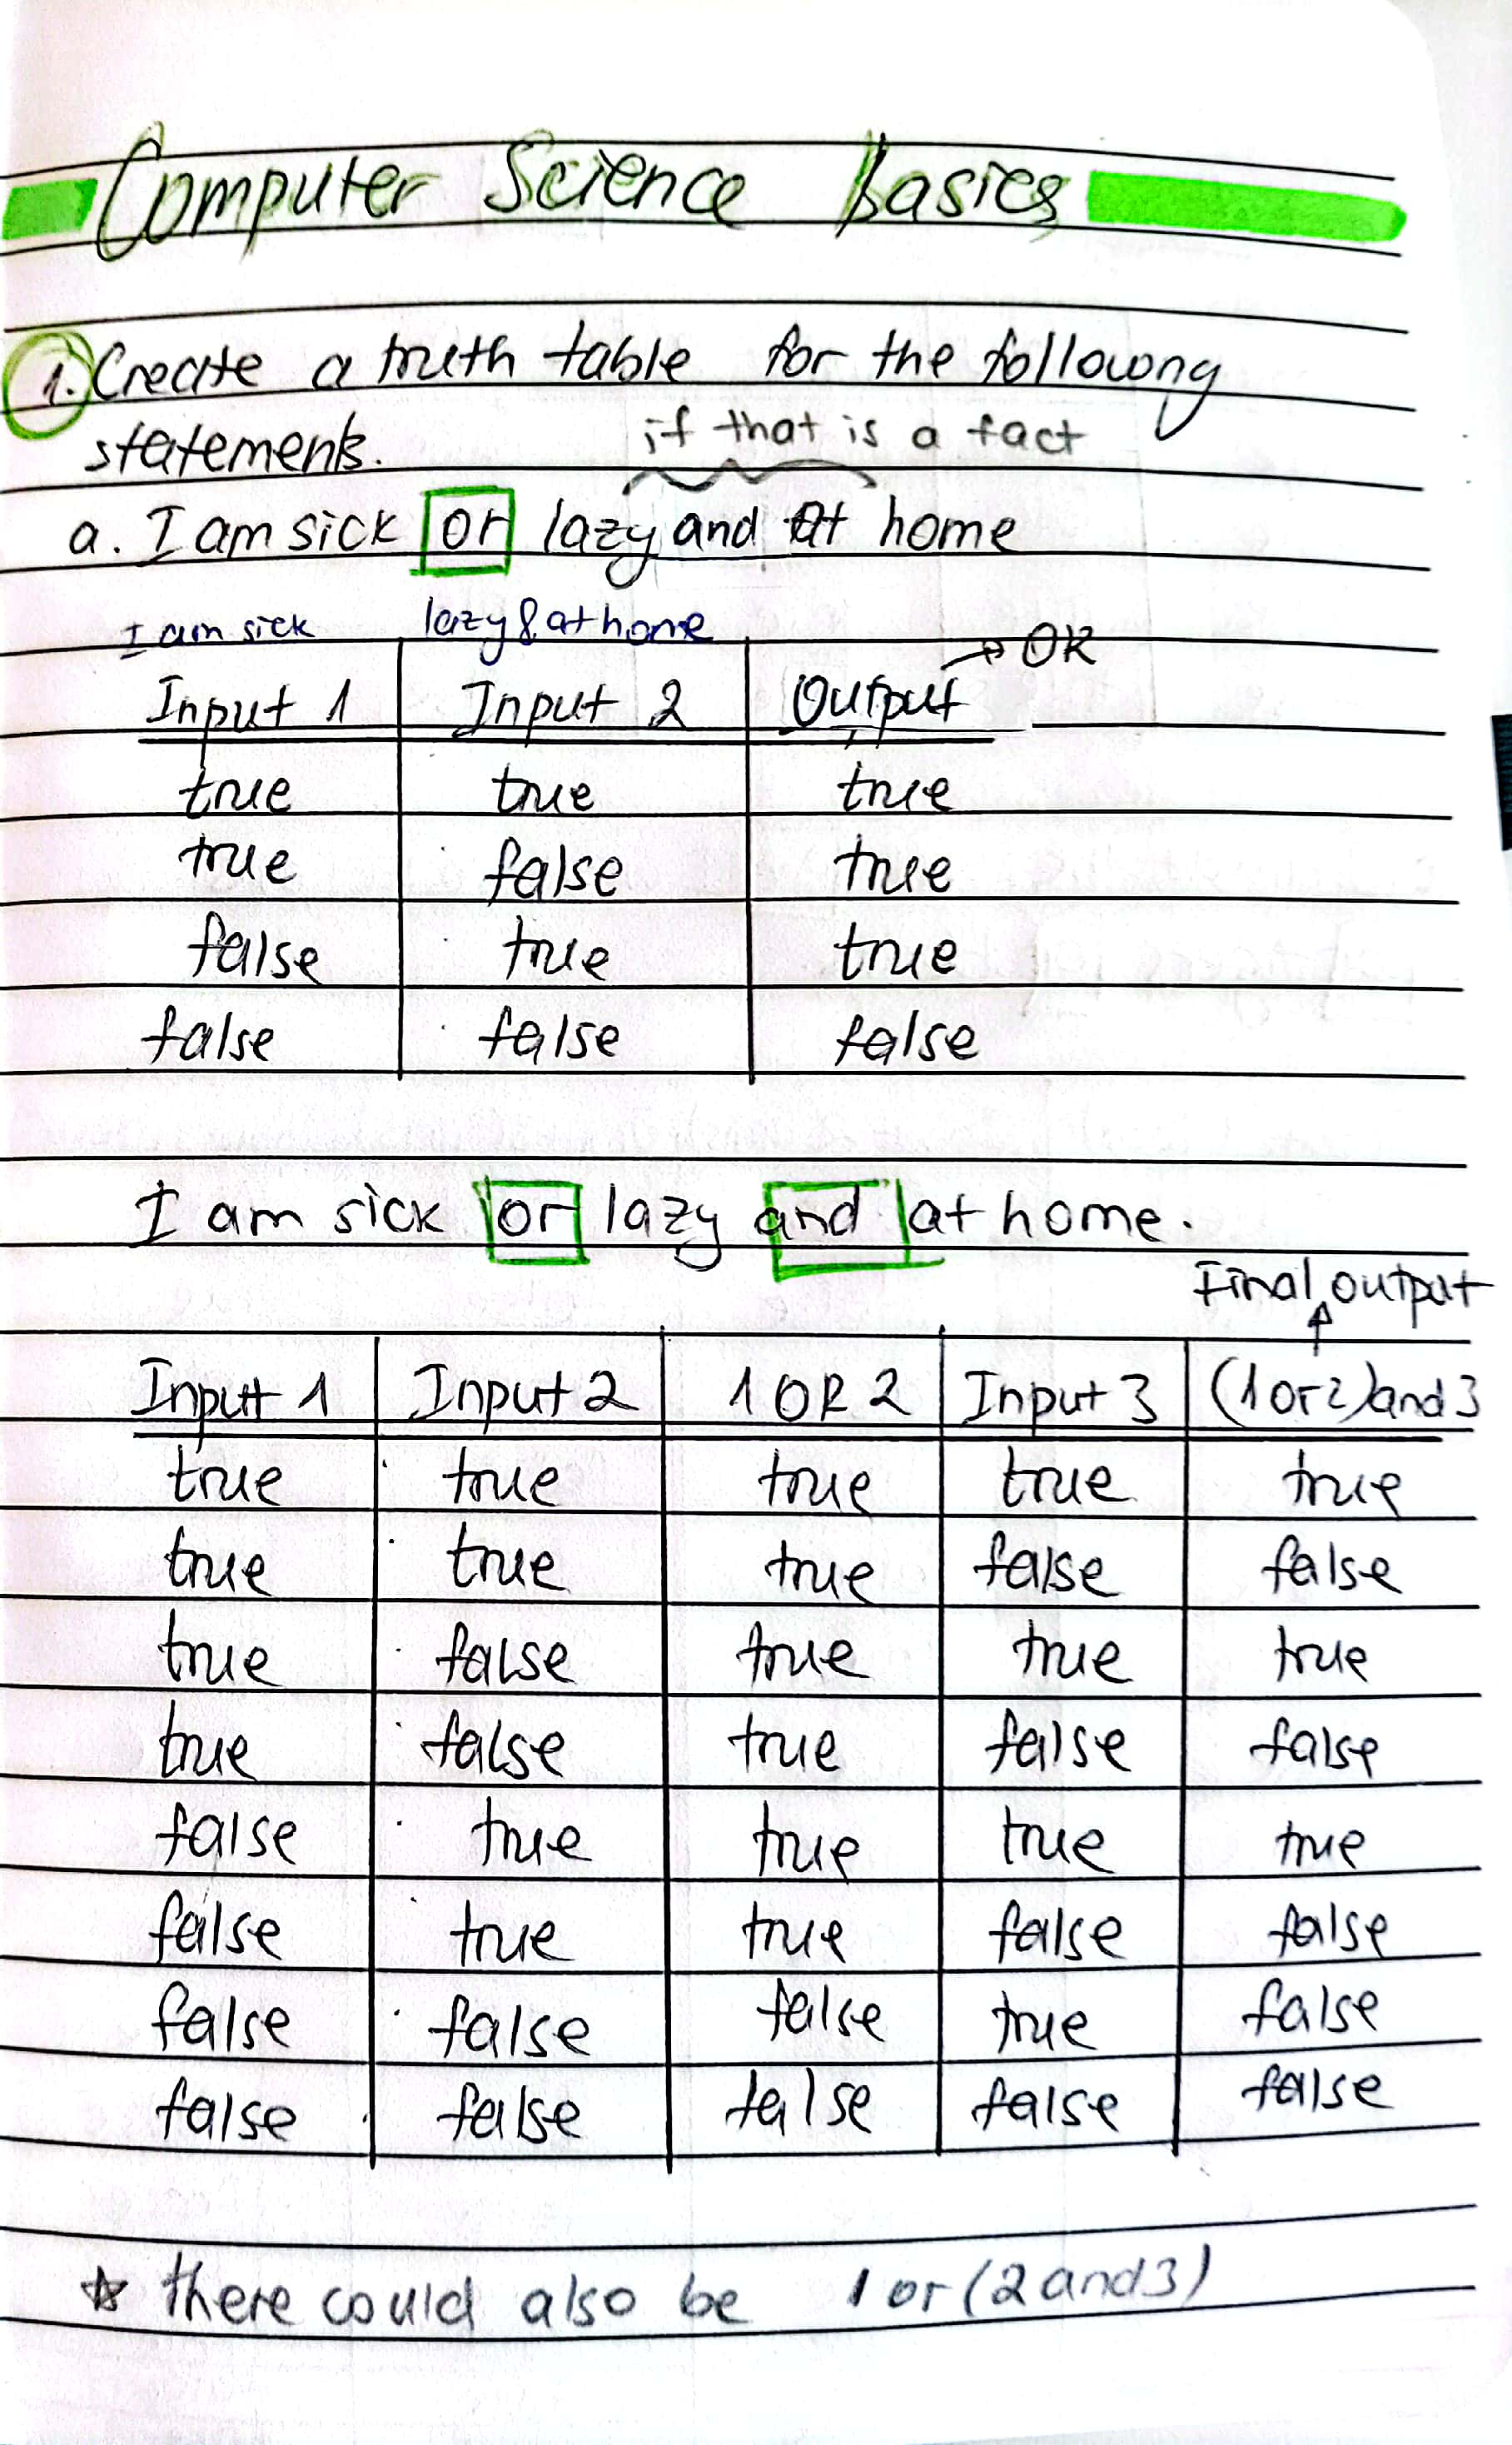 Computer Science Basics
1. Create a truth table for the following
statements.
if that is a fact
a. I am sick or lazy and at home
I am sick lazy & at home
→ OR
Input 1 Input 2 Output
true true true
true false true
false true true
false false false
I am sick or lazy and at home.
Final output
Input 1 Input 2 1 OR 2 Input 3 (1 or 2) and 3
true true true true true
true true true false false
true false true true true
true false true false false
false true true true true
false true true false false
false false false true false
false false false false false
☆ there could also be 1 or (2 and 3)